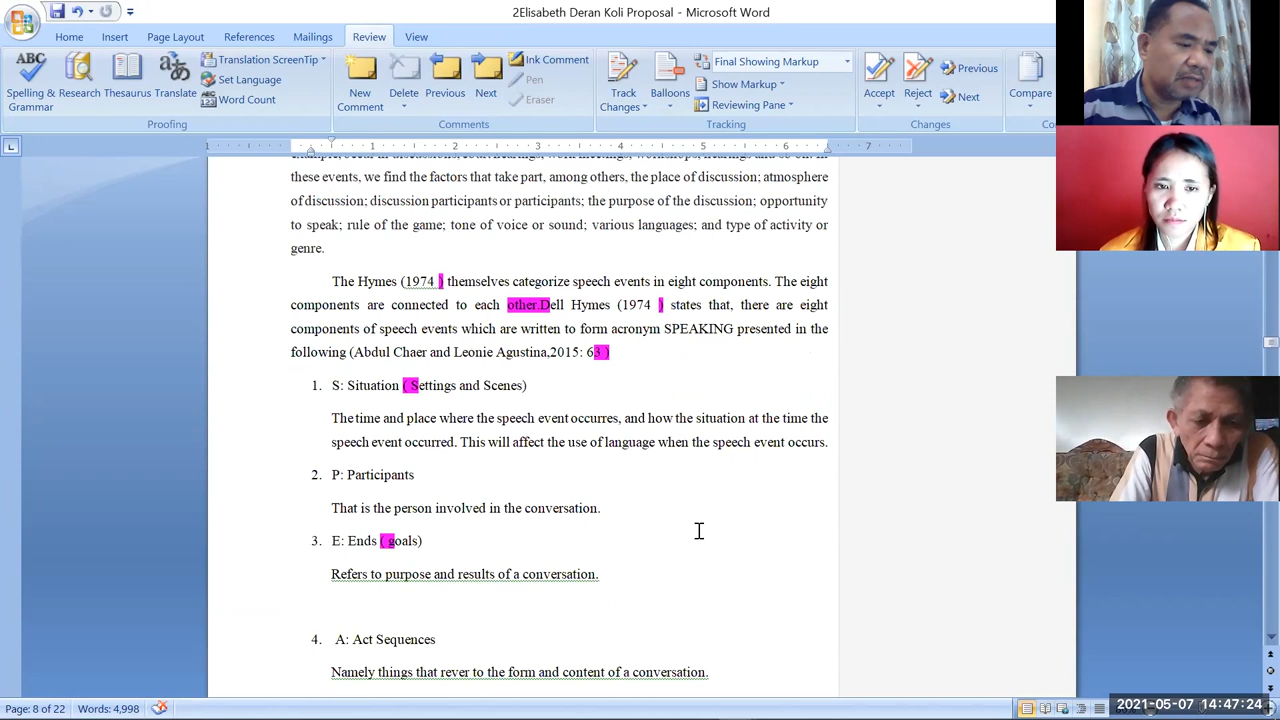 2Elisabeth Deran Koli Proposal - Microsoft Word
Home Insert Page Layout References Mailings Review View
ABC Spelling & Grammar
Research
Thesaurus
Translate
Translation ScreenTip
Set Language
Word Count
Proofing
New Comment
Delete
Previous
Next
Ink Comment
Pen
Eraser
Comments
Track Changes
Balloons
Final Showing Markup
Show Markup
Reviewing Pane
Tracking
Accept
Reject
Previous
Next
Changes
Compare
1 1 2 3 4 5 6 7
these events, we find the factors that take part, among others, the place of discussion; atmosphere
of discussion; discussion participants or participants; the purpose of the discussion; opportunity
to speak; rule of the game; tone of voice or sound; various languages; and type of activity or
genre.
The Hymes (1974 ) themselves categorize speech events in eight components. The eight
components are connected to each other.Dell Hymes (1974 ) states that, there are eight
components of speech events which are written to form acronym SPEAKING presented in the
following (Abdul Chaer and Leonie Agustina,2015: 63 )
1. S: Situation ( Settings and Scenes)
The time and place where the speech event occurres, and how the situation at the time the
speech event occurred. This will affect the use of language when the speech event occurs.
2. P: Participants
That is the person involved in the conversation.
3. E: Ends ( goals)
Refers to purpose and results of a conversation.
4. A: Act Sequences
Namely things that rever to the form and content of a conversation.
Page: 8 of 22 Words: 4,998
2021-05-07 14:47:24